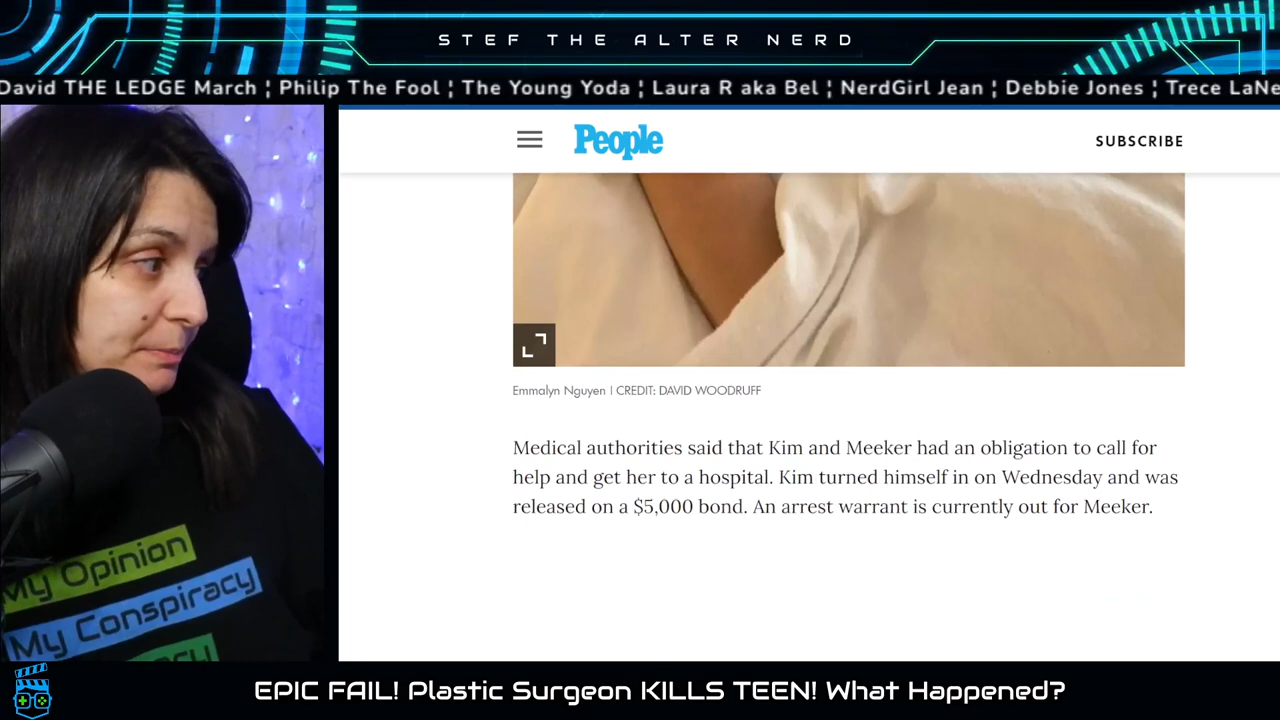 STEF THE ALTER NERD
David THE LEDGE March ¦ Philip The Fool ¦ The Young Yoda ¦ Laura R aka Bel ¦ NerdGirl Jean ¦ Debbie Jones ¦ Trece LaNe
People
SUBSCRIBE
Emmalyn Nguyen | CREDIT: DAVID WOODRUFF
Medical authorities said that Kim and Meeker had an obligation to call for
help and get her to a hospital. Kim turned himself in on Wednesday and was
released on a $5,000 bond. An arrest warrant is currently out for Meeker.
My Opinion
My Conspiracy
EPIC FAIL! Plastic Surgeon KILLS TEEN! What Happened?